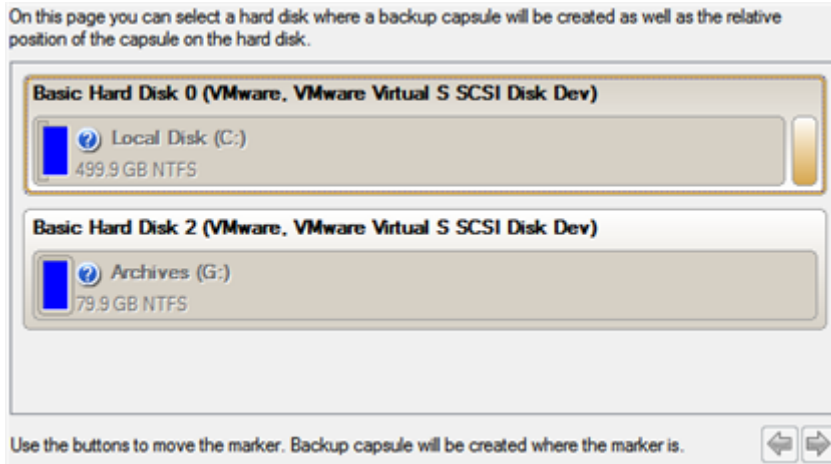 On this page you can select a hard disk where a backup capsule will be created as well as the relative
position of the capsule on the hard disk.
Basic Hard Disk 0 (VMware, VMware Virtual S SCSI Disk Dev)
? Local Disk (C:)
499.9 GB NTFS
Basic Hard Disk 2 (VMware, VMware Virtual S SCSI Disk Dev)
? Archives (G:)
79.9 GB NTFS
Use the buttons to move the marker. Backup capsule will be created where the marker is.